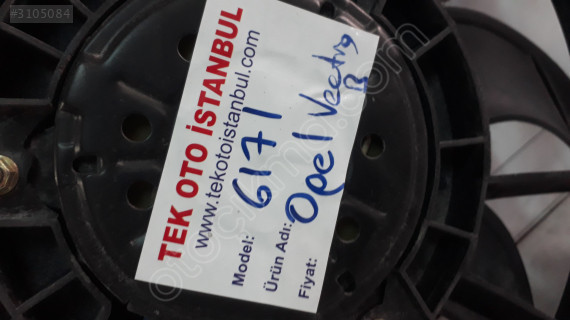 #3105084
TEK OTO İSTANBUL
www.tekotoistanbul.com
Model: 6171
Ürün Adı: Opel Vectra
B
Fiyat: